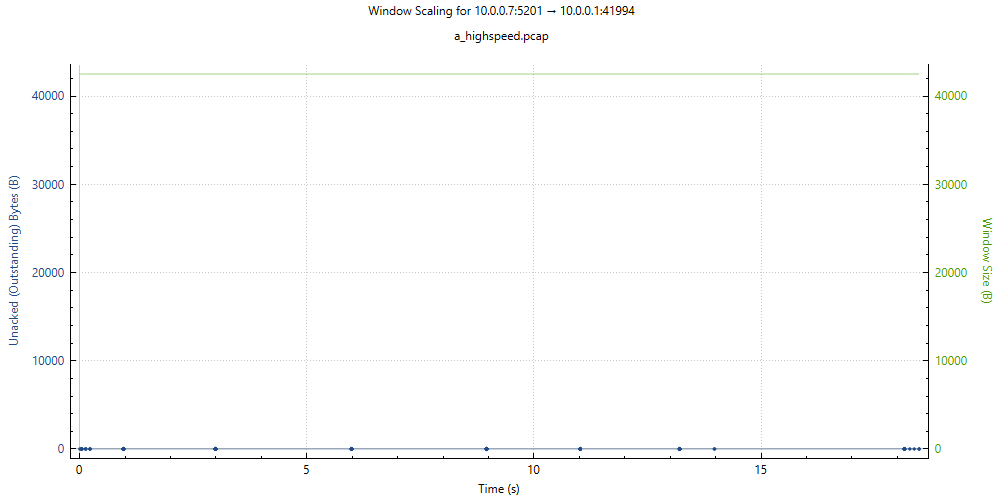 Window Scaling for 10.0.0.7:5201 → 10.0.0.1:41994
a_highspeed.pcap
Unacked (Outstanding) Bytes (B)
40000
30000
20000
10000
0
40000
30000
20000
10000
0
Window Size (B)
0
5
10
15
Time (s)